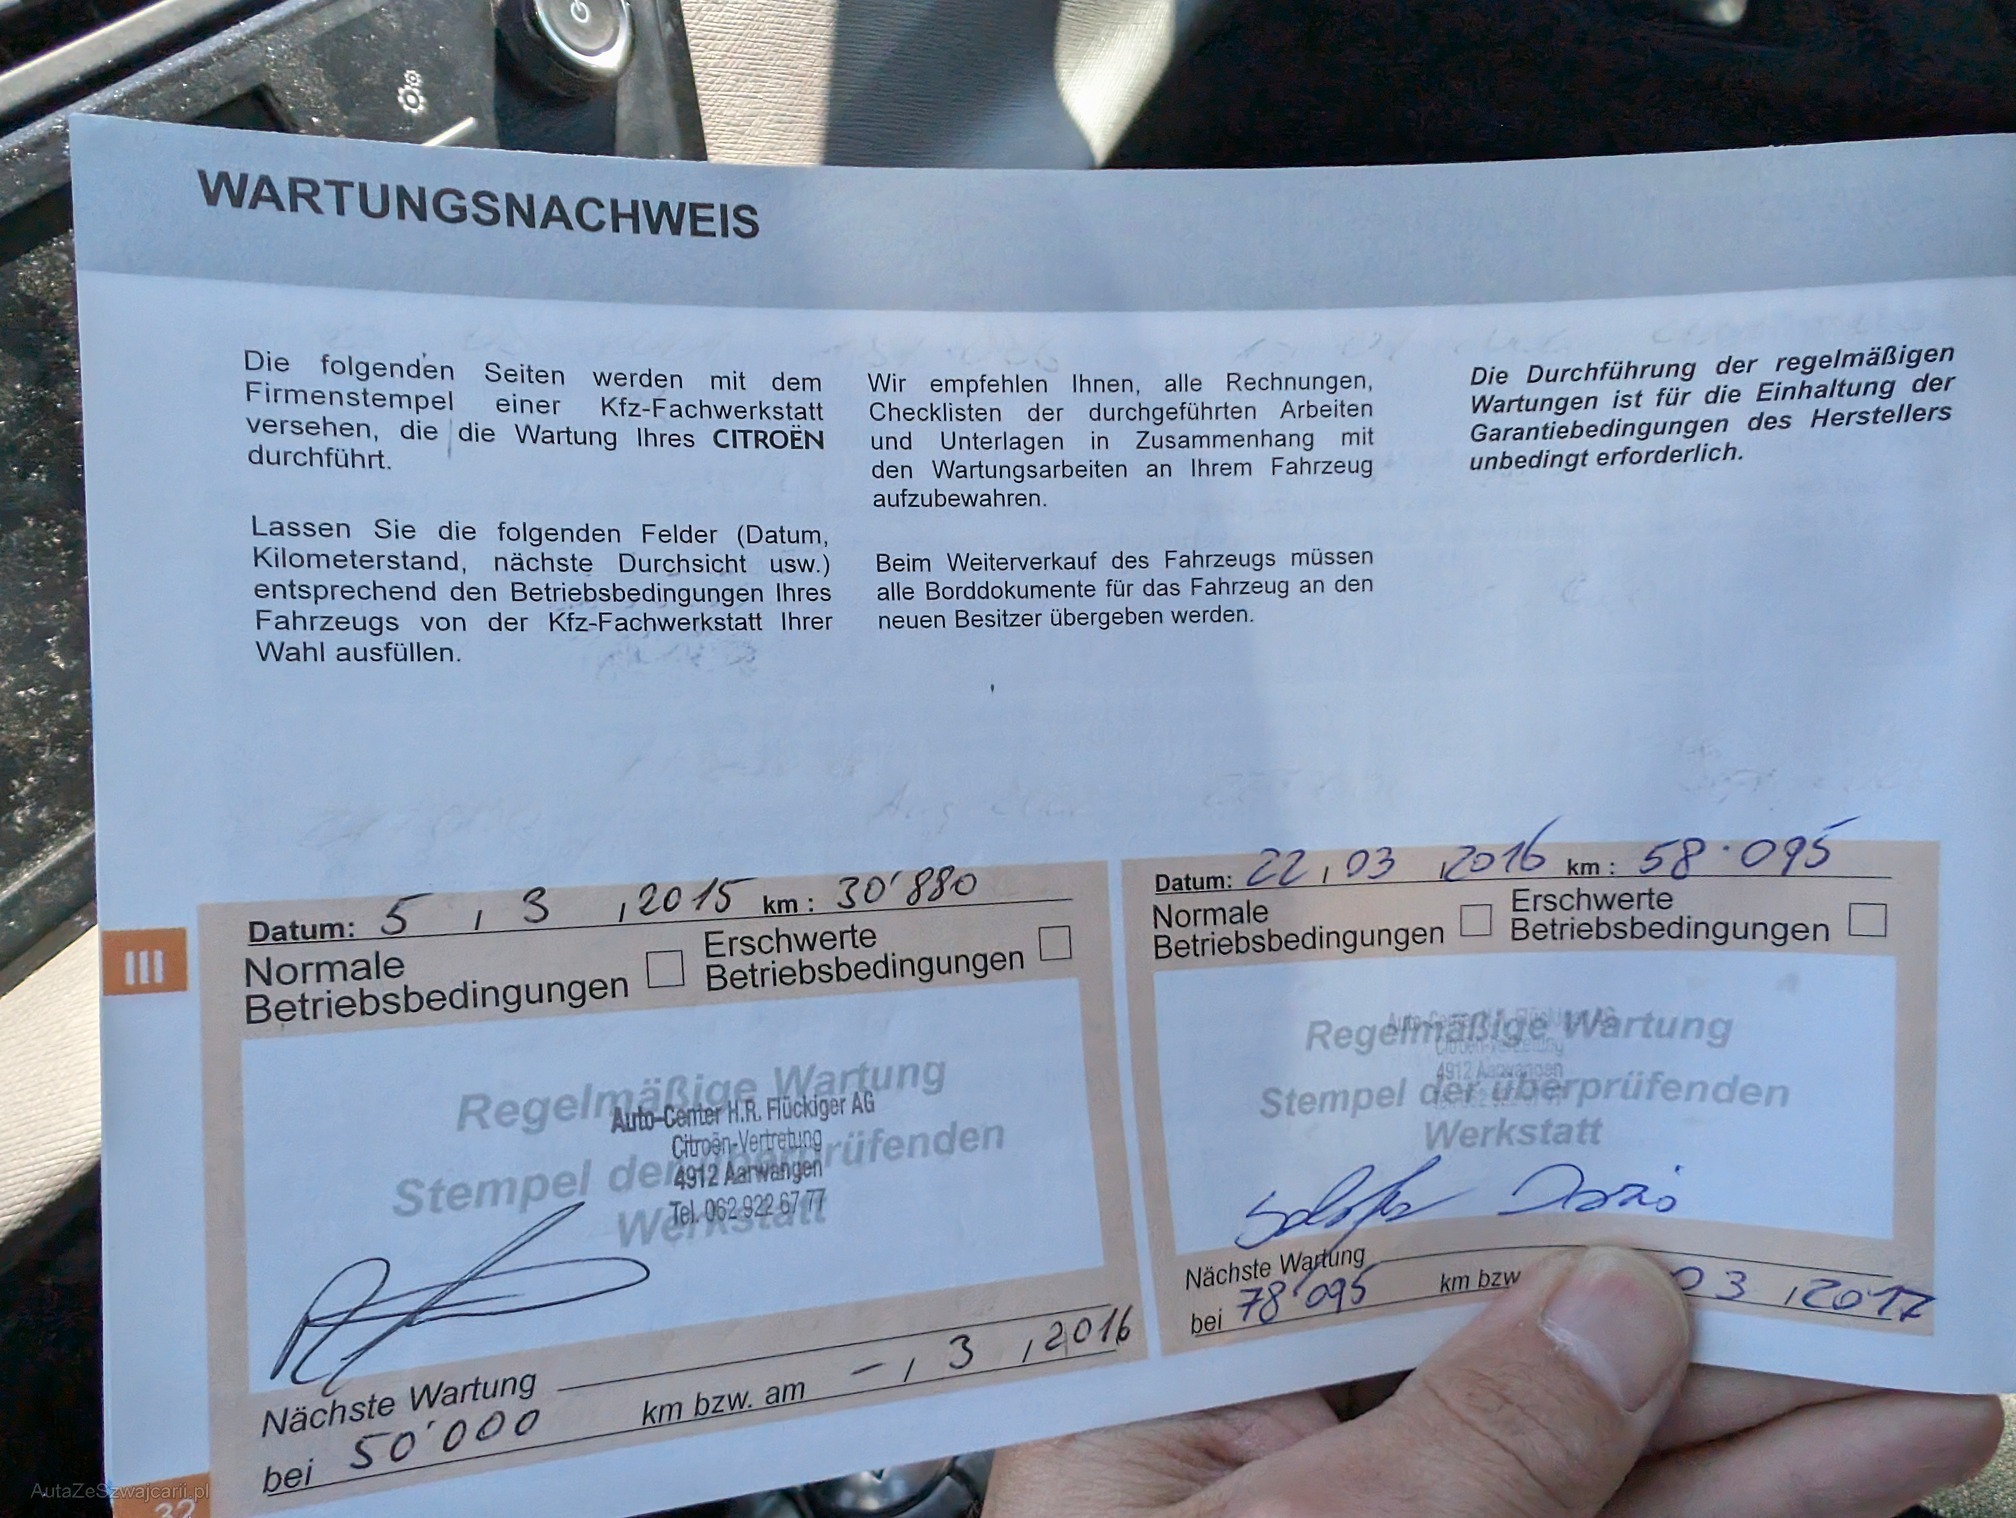 WARTUNGSNACHWEIS
Die folgenden Seiten werden mit dem
Firmenstempel einer Kfz-Fachwerkstatt
versehen, die die Wartung Ihres CITROËN
durchführt.
Lassen Sie die folgenden Felder (Datum,
Kilometerstand, nächste Durchsicht usw.)
entsprechend den Betriebsbedingungen Ihres
Fahrzeugs von der Kfz-Fachwerkstatt Ihrer
Wahl ausfüllen.
Wir empfehlen Ihnen, alle Rechnungen,
Checklisten der durchgeführten Arbeiten
und Unterlagen in Zusammenhang mit
den Wartungsarbeiten an Ihrem Fahrzeug
aufzubewahren.
Beim Weiterverkauf des Fahrzeugs müssen
alle Borddokumente für das Fahrzeug an den
neuen Besitzer übergeben werden.
Die Durchführung der regelmäßigen
Wartungen ist für die Einhaltung der
Garantiebedingungen des Herstellers
unbedingt erforderlich.
III
Datum: 5 , 3 , 2015 km : 30'880
Normale
Betriebsbedingungen
Erschwerte
Betriebsbedingungen
Regelmäßige Wartung
Auto-Center H.R. Flückiger AG
Citroën-Vertretung
Stempel der überprüfenden
4912 Aarwangen
Tel. 062 922 67 77
Werkstatt
Nächste Wartung
bei 50'000 km bzw. am - , 3 , 2016
Datum: 22 , 03 , 2016 km : 58.095
Normale
Betriebsbedingungen
Erschwerte
Betriebsbedingungen
Regelmäßige Wartung
4912 Aarwangen
Stempel der überprüfenden
Werkstatt
Nächste Wartung
bei 78'095 km bzw 03 , 2017
32
AutaZeSzwajcarii.pl